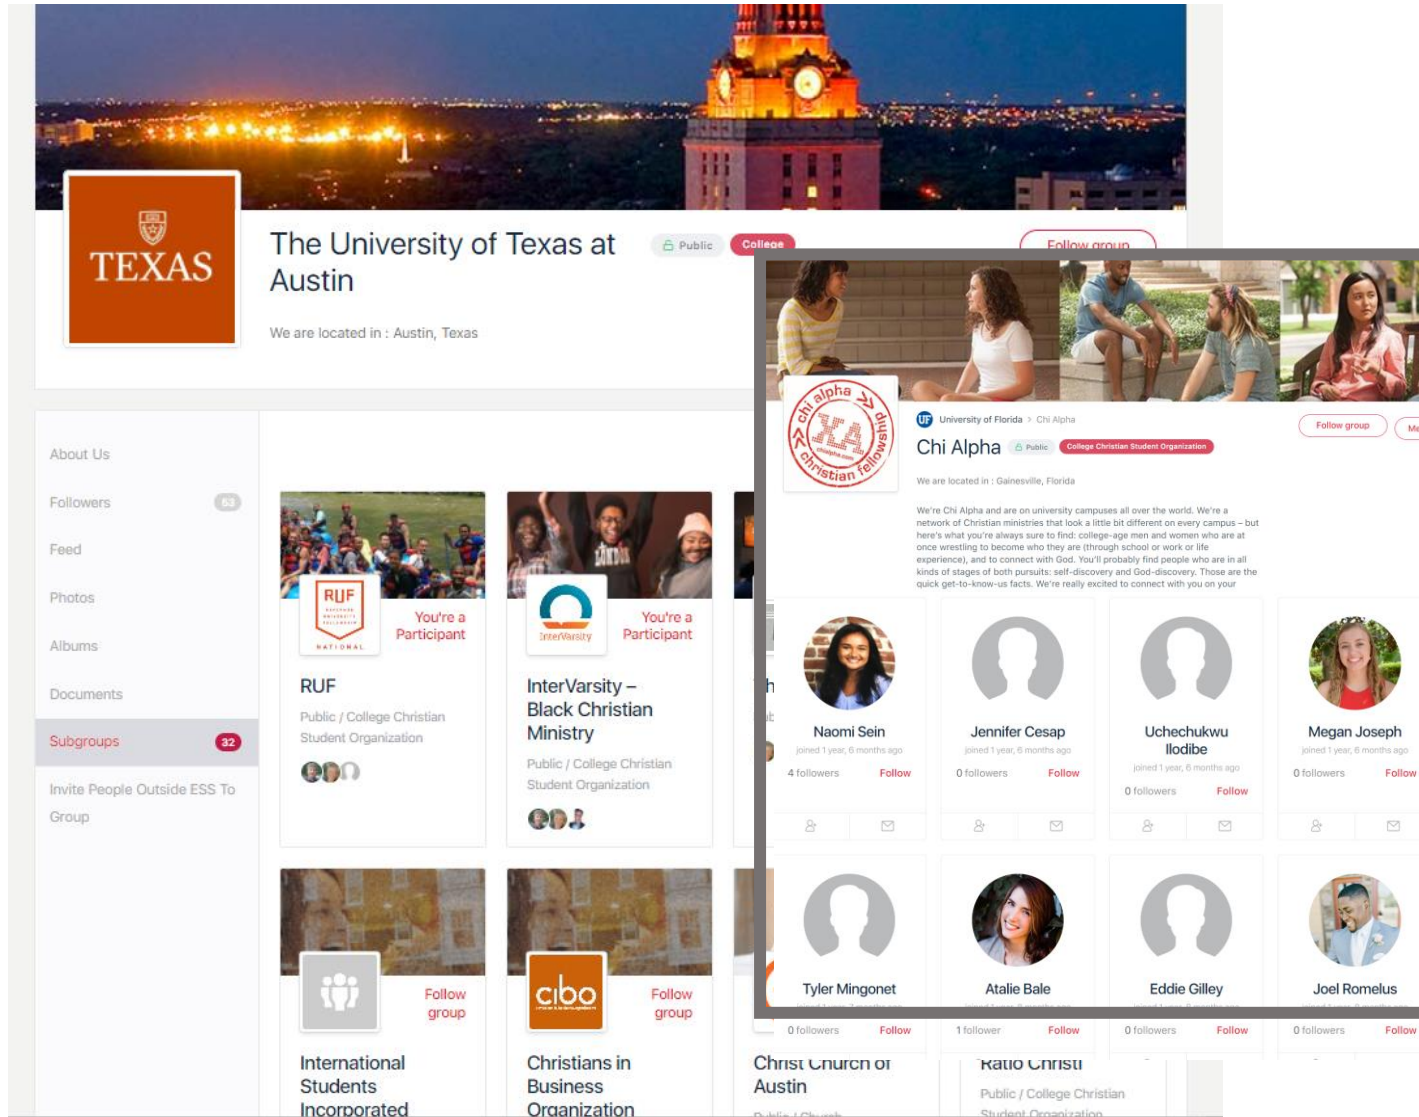 TEXAS
The University of Texas at
Austin
Public
College
Follow group
We are located in : Austin, Texas
About Us
Followers
53
Feed
Photos
Albums
Documents
Subgroups
32
Invite People Outside ESS To
Group
RUF
REFORMED
UNIVERSITY
FELLOWSHIP
NATIONAL
You're a
Participant
RUF
Public / College Christian
Student Organization
LONDON
InterVarsity
You're a
Participant
InterVarsity –
Black Christian
Ministry
Public / College Christian
Student Organization
Follow
group
International
Students
Incorporated
cibo
Follow
group
Christians in
Business
Organization
Christ Church of
Austin
Public / Church
Ratio Christi
Public / College Christian
Student Organization
chi alpha
XA
chialpha.com
christian fellowship
UF
University of Florida > Chi Alpha
Chi Alpha
Public
College Christian Student Organization
Follow group
Me
We are located in : Gainesville, Florida
We're Chi Alpha and are on university campuses all over the world. We're a
network of Christian ministries that look a little bit different on every campus – but
here's what you're always sure to find: college-age men and women who are at
once wrestling to become who they are (through school or work or life
experience), and to connect with God. You'll probably find people who are in all
kinds of stages of both pursuits: self-discovery and God-discovery. Those are the
quick get-to-know-us facts. We're really excited to connect with you on your
Naomi Sein
joined 1 year, 6 months ago
4 followers
Follow
Jennifer Cesap
joined 1 year, 6 months ago
0 followers
Follow
Uchechukwu
Ilodibe
joined 1 year, 6 months ago
0 followers
Follow
Megan Joseph
joined 1 year, 6 months ago
0 followers
Follow
Tyler Mingonet
0 followers
Follow
Atalie Bale
1 follower
Follow
Eddie Gilley
0 followers
Follow
Joel Romelus
0 followers
Follow